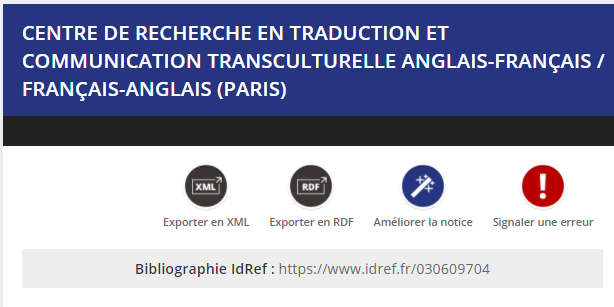 CENTRE DE RECHERCHE EN TRADUCTION ET
COMMUNICATION TRANSCULTURELLE ANGLAIS-FRANÇAIS /
FRANÇAIS-ANGLAIS (PARIS)
XML RDF !
Exporter en XML Exporter en RDF Améliorer la notice Signaler une erreur
Bibliographie IdRef : https://www.idref.fr/030609704